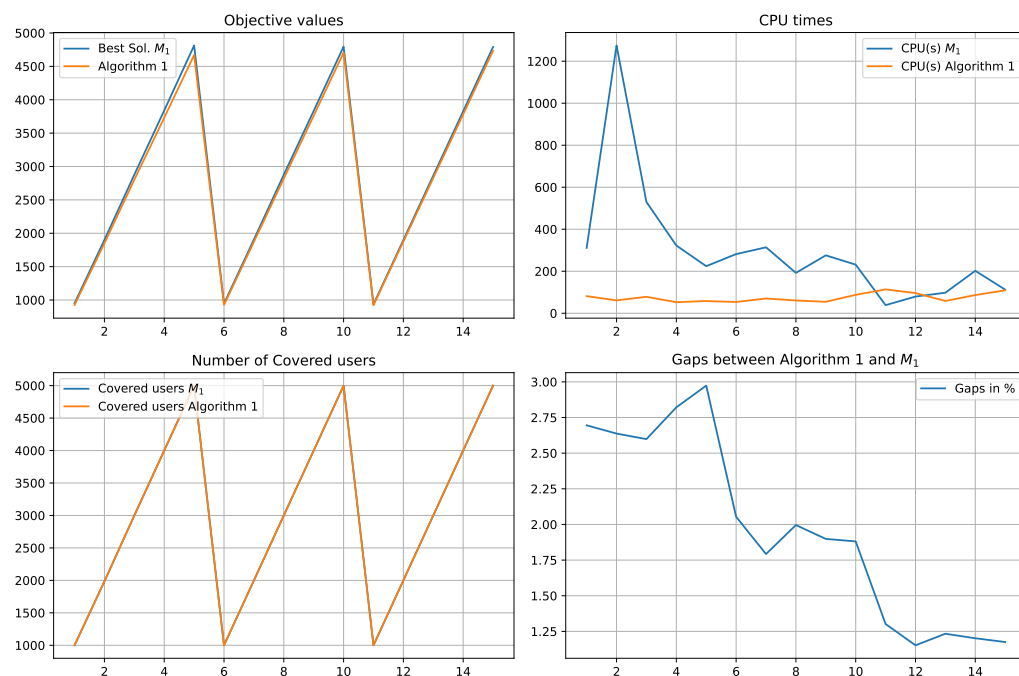 Objective values
Best Sol. M1
Algorithm 1
5000
4500
4000
3500
3000
2500
2000
1500
1000
2 4 6 8 10 12 14
CPU times
CPU(s) M1
CPU(s) Algorithm 1
1200
1000
800
600
400
200
0
2 4 6 8 10 12 14
Number of Covered users
Covered users M1
Covered users Algorithm 1
5000
4500
4000
3500
3000
2500
2000
1500
1000
2 4 6 8 10 12 14
Gaps between Algorithm 1 and M1
Gaps in %
3.00
2.75
2.50
2.25
2.00
1.75
1.50
1.25
2 4 6 8 10 12 14